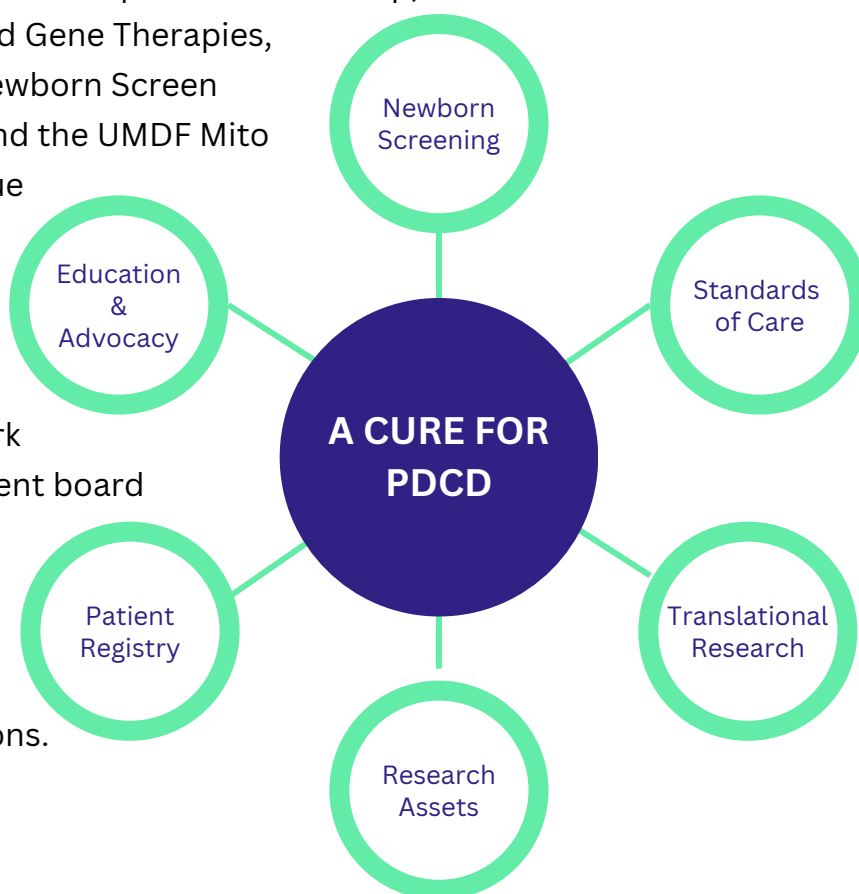 d Gene Therapies,
ewborn Screen
nd the UMDF Mito
ue
rk
ent board
ons.
Newborn
Screening
Education
&
Advocacy
Standards
of Care
A CURE FOR
PDCD
Patient
Registry
Translational
Research
Research
Assets